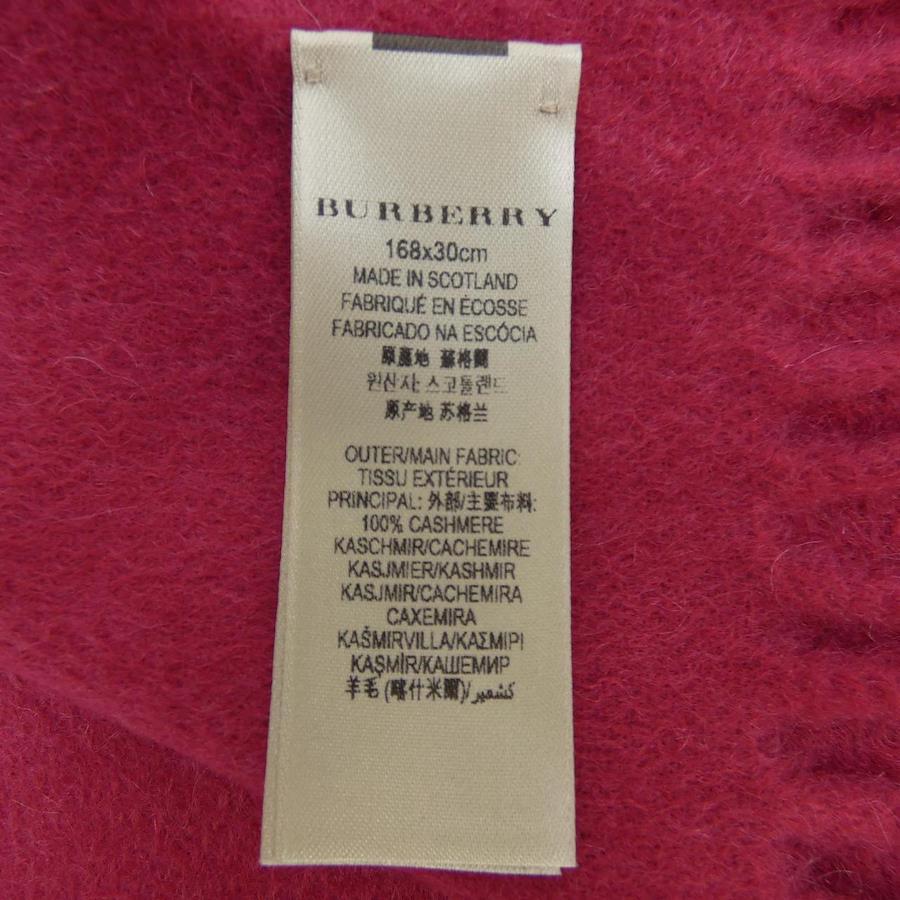 BURBERRY
168x30cm
MADE IN SCOTLAND
FABRIQUÉ EN ÉCOSSE
FABRICADO NA ESCÓCIA
原產地 蘇格蘭
원산지: 스코틀랜드
原产地 苏格兰
OUTER/MAIN FABRIC:
TISSU EXTÉRIEUR
PRINCIPAL: 外部/主要布料:
100% CASHMERE
KASCHMIR/CACHEMIRE
KASJMIER/KASHMIR
KASJMIR/CACHEMIRA
CAXEMIRA
KAŠMIRVILLA/ΚΑΣΜΙΡΙ
KAŞMİR/КАШЕМИР
羊毛 (喀什米爾)/كشمير